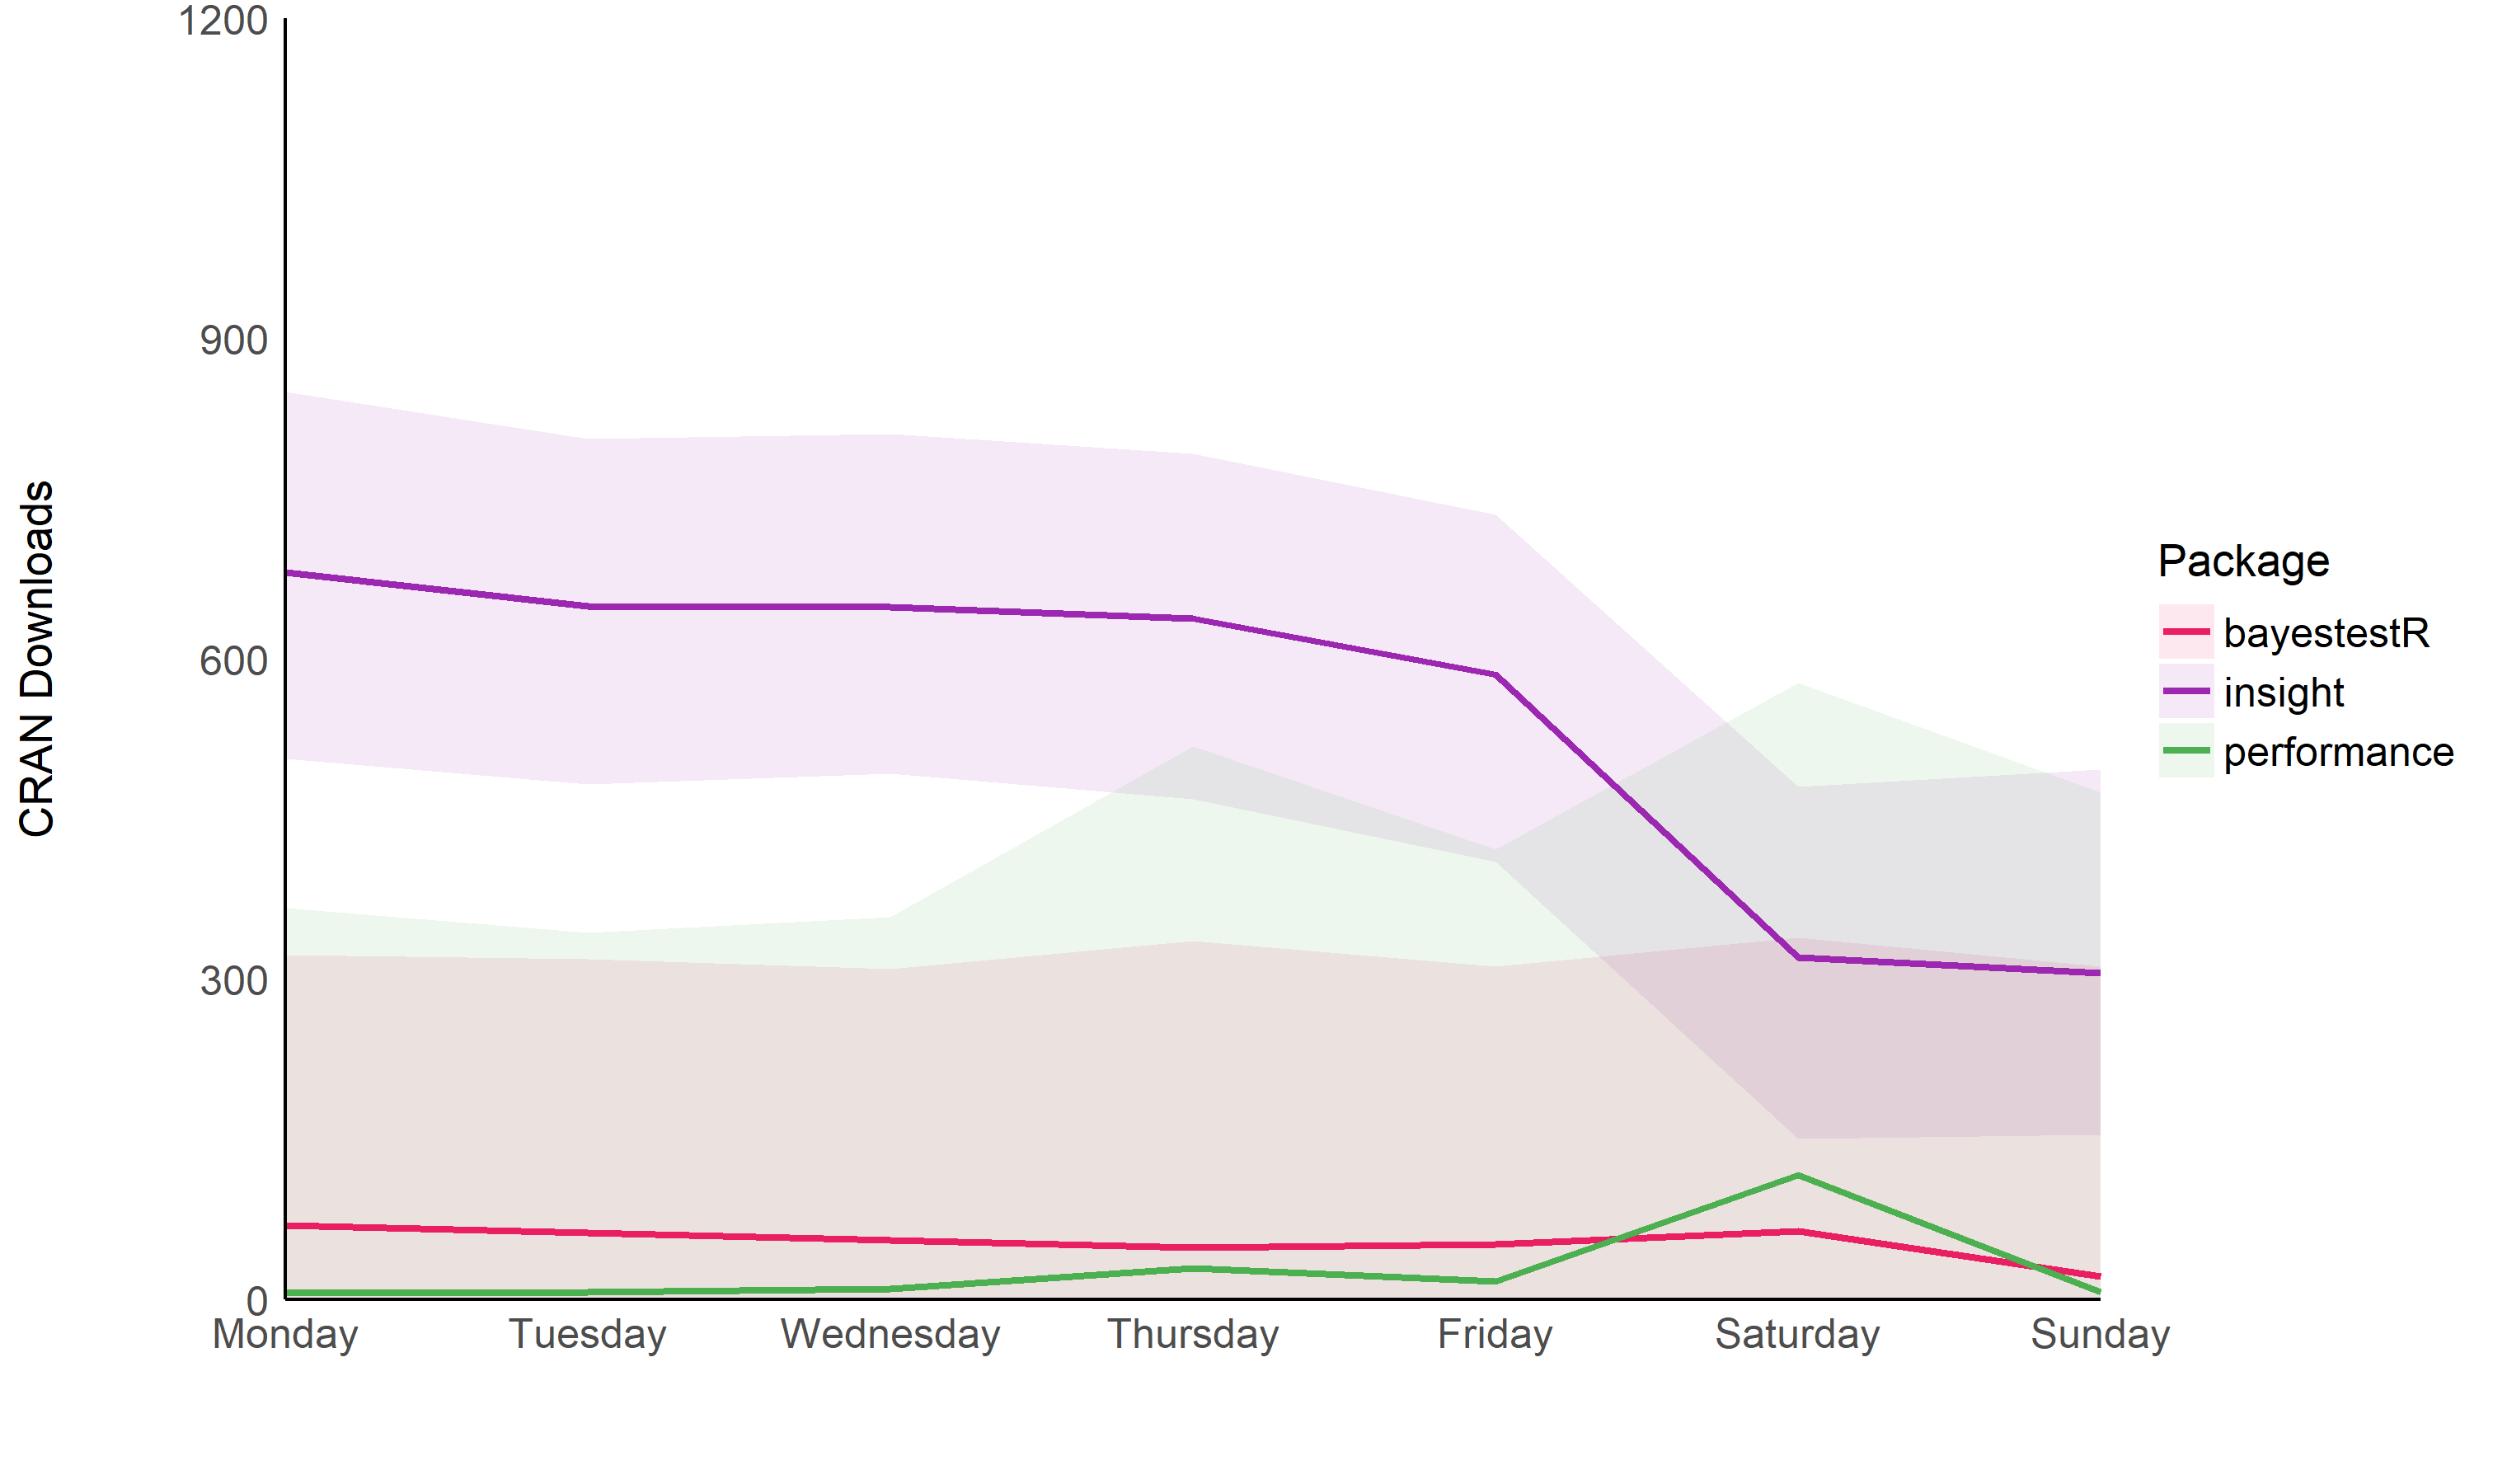 1200
900
600
300
0
CRAN Downloads
Monday Tuesday Wednesday Thursday Friday Saturday Sunday
Package
bayestestR
insight
performance